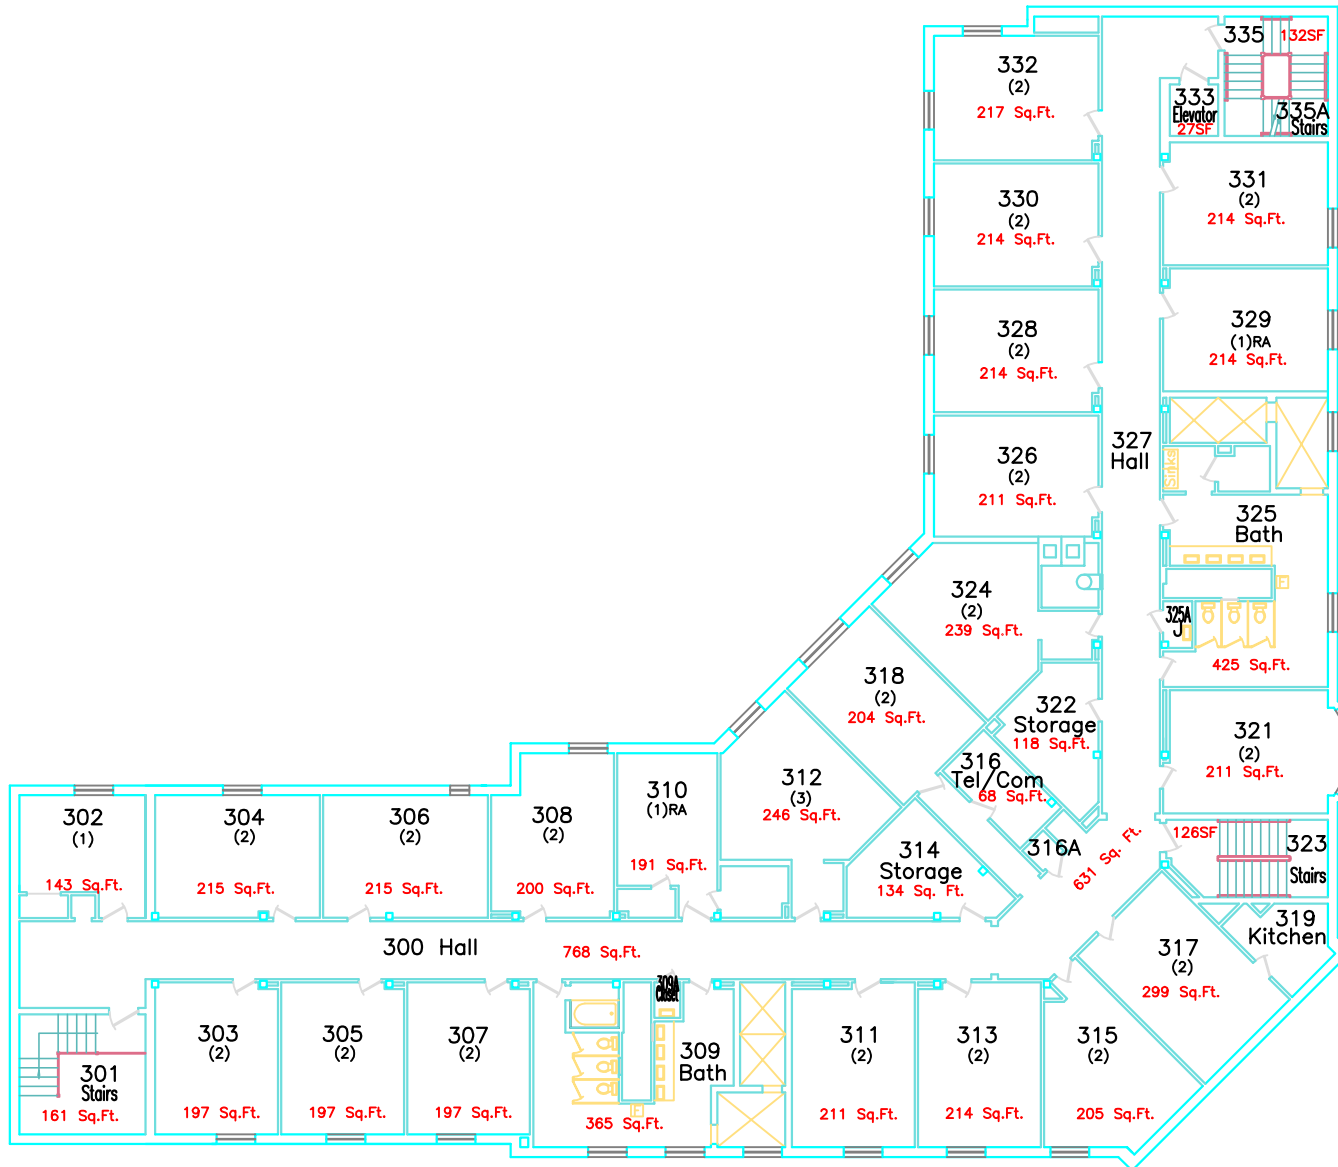 335
132SF
332
(2)
217 Sq.Ft.
333
Elevator
27SF
335A
Stairs
330
(2)
214 Sq.Ft.
331
(2)
214 Sq.Ft.
328
(2)
214 Sq.Ft.
329
(1)RA
214 Sq.Ft.
327
Hall
326
(2)
211 Sq.Ft.
Sinks
325
Bath
F
325A
J
425 Sq.Ft.
324
(2)
239 Sq.Ft.
318
(2)
204 Sq.Ft.
322
Storage
118 Sq.Ft.
321
(2)
211 Sq.Ft.
316
Tel/Com
68 Sq.Ft.
312
(3)
246 Sq.Ft.
310
(1)RA
191 Sq.Ft.
302
(1)
143 Sq.Ft.
304
(2)
215 Sq.Ft.
306
(2)
215 Sq.Ft.
308
(2)
200 Sq.Ft.
314
Storage
134 Sq. Ft.
316A
631 Sq. Ft.
126SF
323
Stairs
319
Kitchen
317
(2)
299 Sq.Ft.
300 Hall
768 Sq.Ft.
309A
Closet
301
Stairs
161 Sq.Ft.
303
(2)
197 Sq.Ft.
305
(2)
197 Sq.Ft.
307
(2)
197 Sq.Ft.
309
Bath
F
365 Sq.Ft.
311
(2)
211 Sq.Ft.
313
(2)
214 Sq.Ft.
315
(2)
205 Sq.Ft.